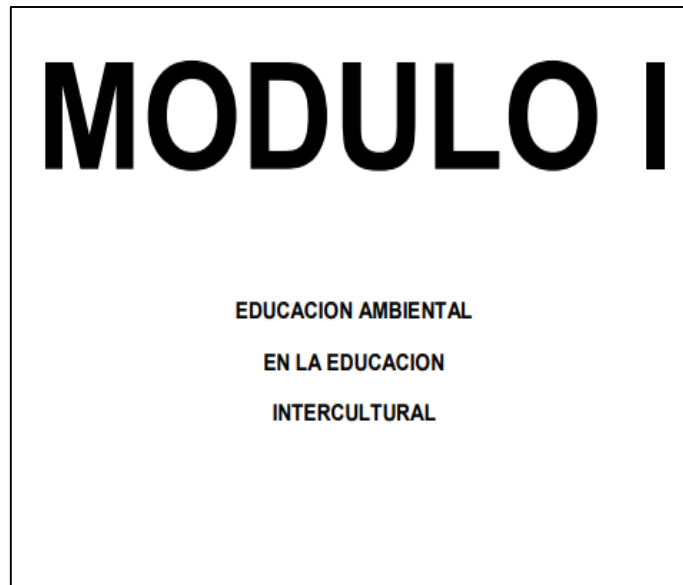 MODULO I
EDUCACION AMBIENTAL
EN LA EDUCACION
INTERCULTURAL